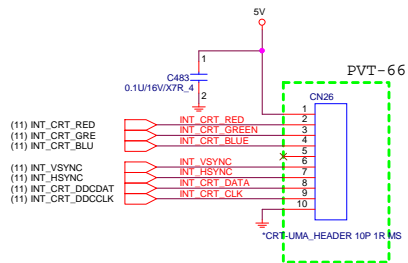 5V
PVT-66
1
C483
0.1U/16V/X7R_4
2
CN26
1
(11) INT_CRT_RED INT_CRT_RED 2
(11) INT_CRT_GRE INT_CRT_GREEN 3
(11) INT_CRT_BLU INT_CRT_BLUE 4
5
(11) INT_VSYNC INT_VSYNC 6
(11) INT_HSYNC INT_HSYNC 7
(11) INT_CRT_DDCDAT INT_CRT_DATA 8
(11) INT_CRT_DDCCLK INT_CRT_CLK 9
10
*CRT-UMA_HEADER 10P 1R MS